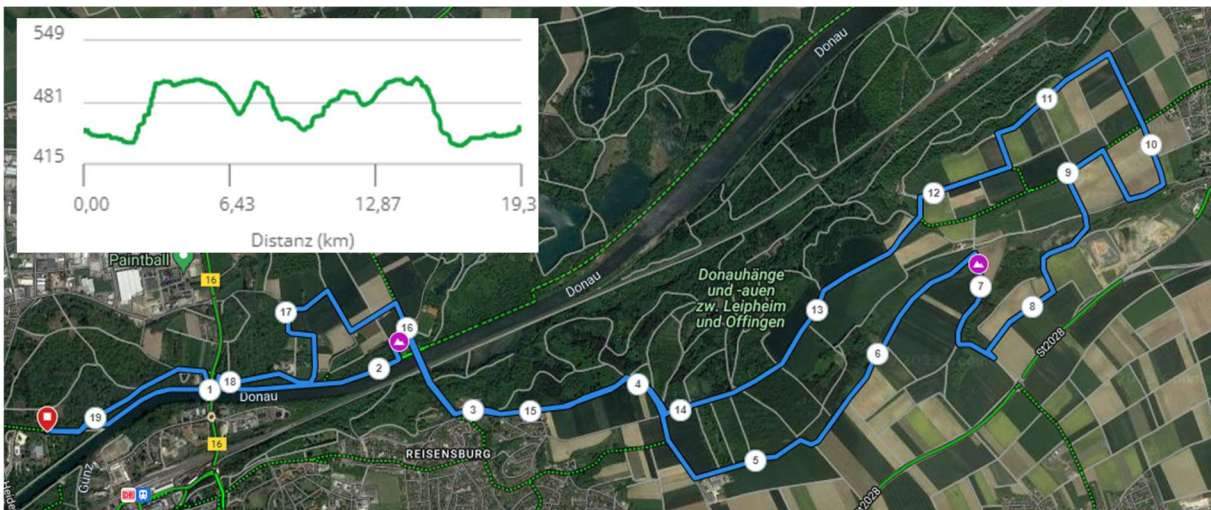 549
481
415
0,00
6,43
12,87
19,3
Distanz (km)
Paintball
16
Donau
Donau
Donauhänge
und -auen
zw. Leipheim
und Offingen
11
10
9
12
7
8
St2028
13
6
17
16
2
1
18
Donau
19
3
15
4
14
5
REISENSBURG
16
Günz
DB
St2028